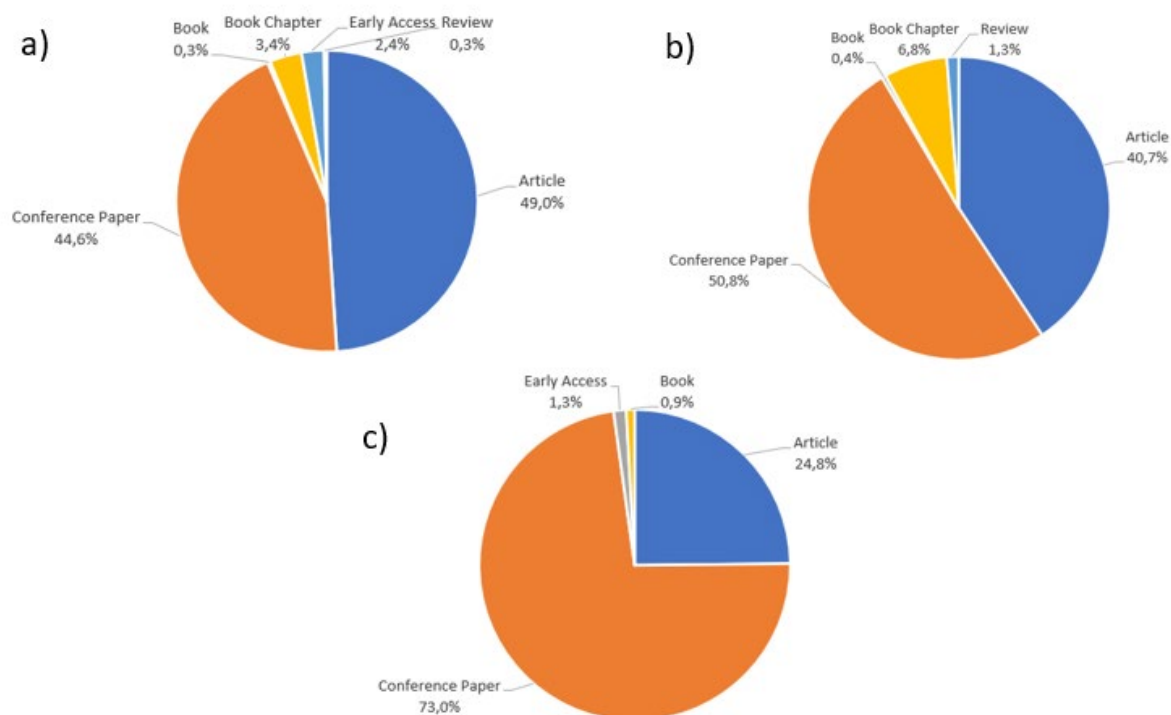 a)
Book
0,3%
Book Chapter
3,4%
Early Access
2,4%
Review
0,3%
Article
49,0%
Conference Paper
44,6%
b)
Book
0,4%
Book Chapter
6,8%
Review
1,3%
Article
40,7%
Conference Paper
50,8%
c)
Early Access
1,3%
Book
0,9%
Article
24,8%
Conference Paper
73,0%